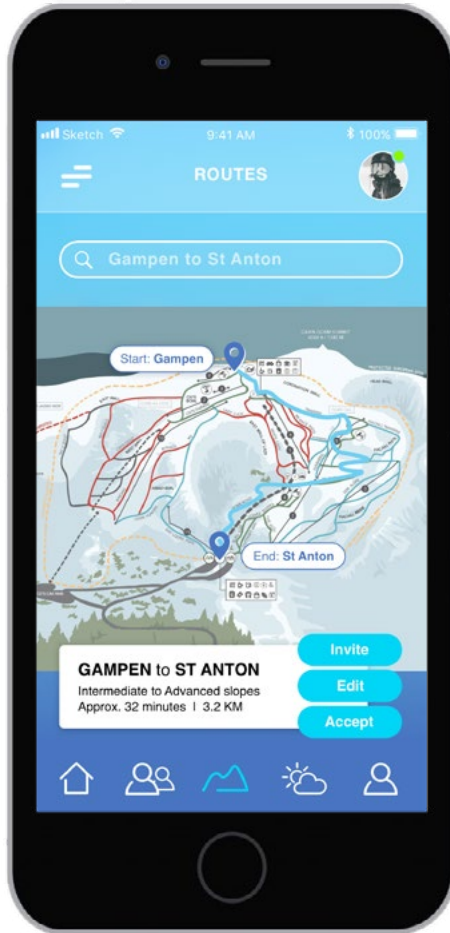 Sketch
9:41 AM
100%
ROUTES
Gampen to St Anton
Start: Gampen
End: St Anton
GAMPEN to ST ANTON
Intermediate to Advanced slopes
Approx. 32 minutes | 3.2 KM
Invite
Edit
Accept